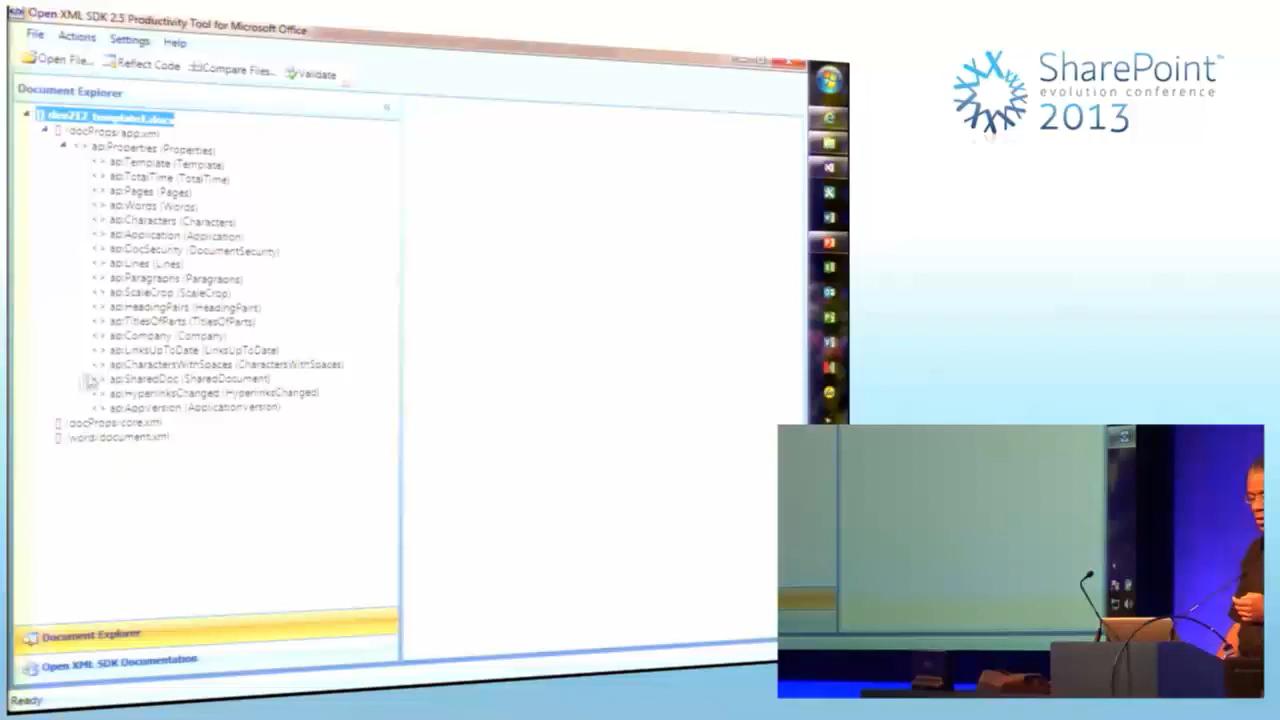 Open XML SDK 2.5 Productivity Tool for Microsoft Office
File Actions Settings Help
Open File... Reflect Code Compare Files... Validate
Document Explorer
/docProps/app.xml
ap:Properties (Properties)
ap:Template (Template)
ap:TotalTime (TotalTime)
ap:Pages (Pages)
ap:Words (Words)
ap:Characters (Characters)
ap:Application (Application)
ap:DocSecurity (DocumentSecurity)
ap:Lines (Lines)
ap:Paragraphs (Paragraphs)
ap:ScaleCrop (ScaleCrop)
ap:HeadingPairs (HeadingPairs)
ap:TitlesOfParts (TitlesOfParts)
ap:Company (Company)
ap:LinksUpToDate (LinksUpToDate)
ap:CharactersWithSpaces (CharactersWithSpaces)
ap:SharedDoc (SharedDocument)
ap:HyperlinksChanged (HyperlinksChanged)
ap:AppVersion (ApplicationVersion)
/docProps/core.xml
/word/document.xml
Document Explorer
Open XML SDK Documentation
Ready
SharePoint™
evolution conference
2013